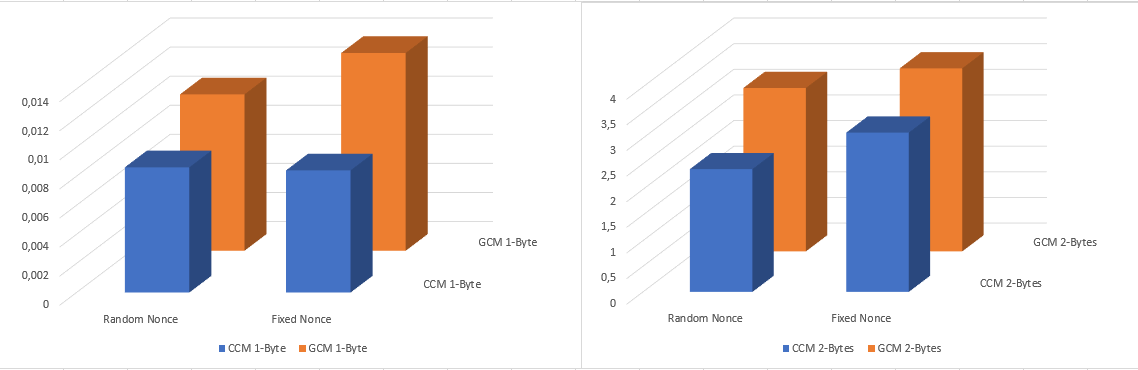 0,014
0,012
0,01
0,008
0,006
0,004
0,002
0
GCM 1-Byte
CCM 1-Byte
Random Nonce
Fixed Nonce
CCM 1-Byte
GCM 1-Byte
4
3,5
3
2,5
2
1,5
1
0,5
0
GCM 2-Bytes
CCM 2-Bytes
Random Nonce
Fixed Nonce
CCM 2-Bytes
GCM 2-Bytes